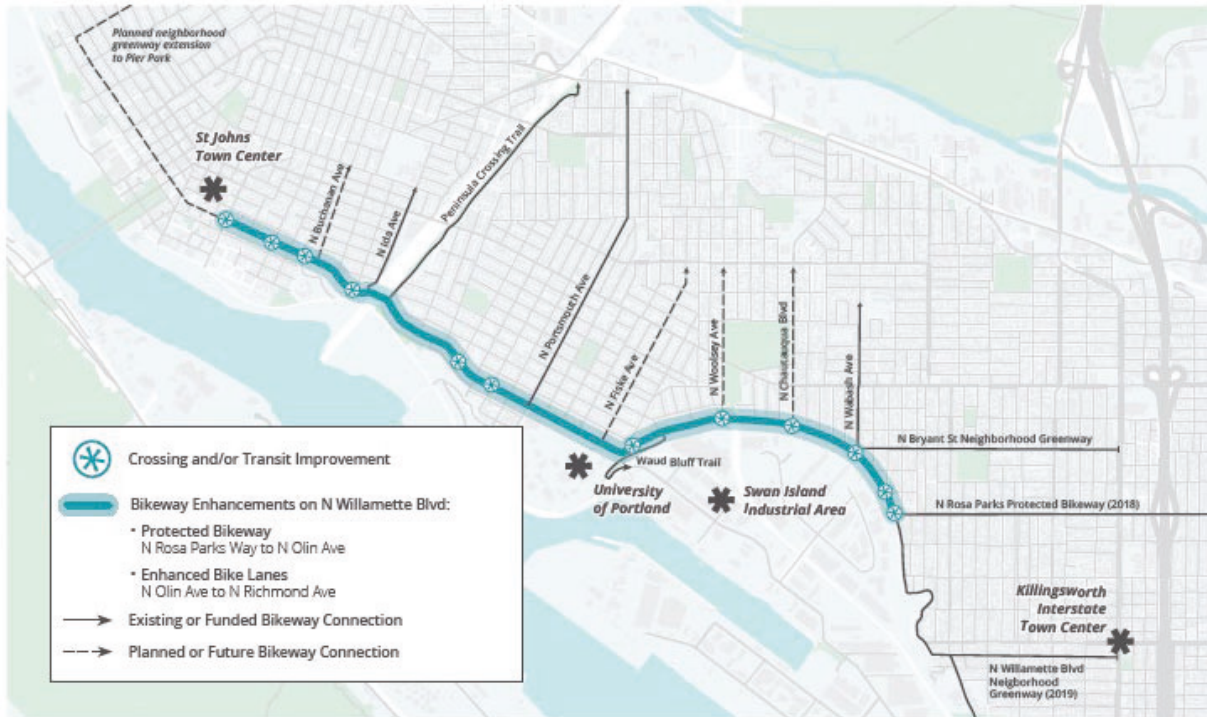 Planned neighborhood
greenway extension
to Pier Park
St Johns
Town Center
N Buchanan Ave
N Ida Ave
Peninsula Crossing Trail
N Portsmouth Ave
N Fiske Ave
N Woolsey Ave
N Chautauqua Blvd
N Wabash Ave
N Bryant St Neighborhood Greenway
Waud Bluff Trail
University
of Portland
Swan Island
Industrial Area
N Rosa Parks Protected Bikeway (2018)
Killingsworth
Interstate
Town Center
N Willamette Blvd
Neigborhood
Greenway (2019)
Crossing and/or Transit Improvement
Bikeway Enhancements on N Willamette Blvd:
• Protected Bikeway
N Rosa Parks Way to N Olin Ave
• Enhanced Bike Lanes
N Olin Ave to N Richmond Ave
Existing or Funded Bikeway Connection
Planned or Future Bikeway Connection